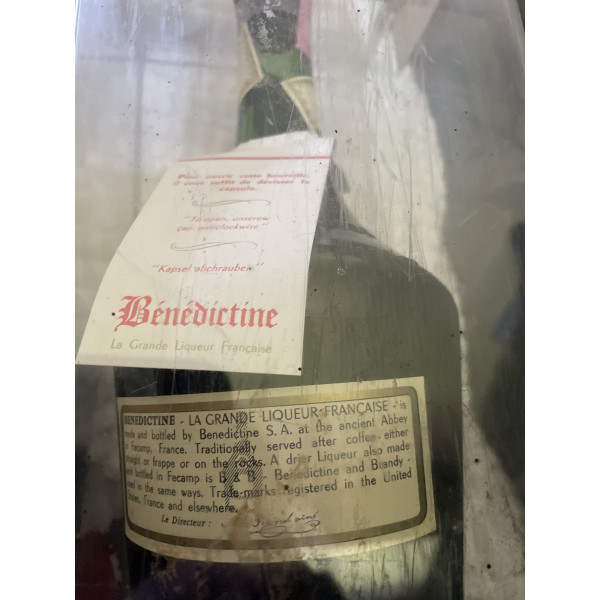 Pour ouvrir cette bouteille,
il vous suffit de dévisser la
capsule.
"To open, unscrew
cap, anticlockwise"
"Kapsel abschrauben."
Bénédictine
La Grande Liqueur Française
BENEDICTINE - LA GRANDE LIQUEUR FRANÇAISE - is
made and bottled by Benedictine S.A. at the ancient Abbey
in Fecamp, France. Traditionally served after coffee either
straight or frappe or on the rocks. A drier Liqueur also made
and bottled in Fecamp is B & B - Benedictine and Brandy -
used in the same ways. Trade-marks registered in the United
States, France and elsewhere.
Le Directeur :